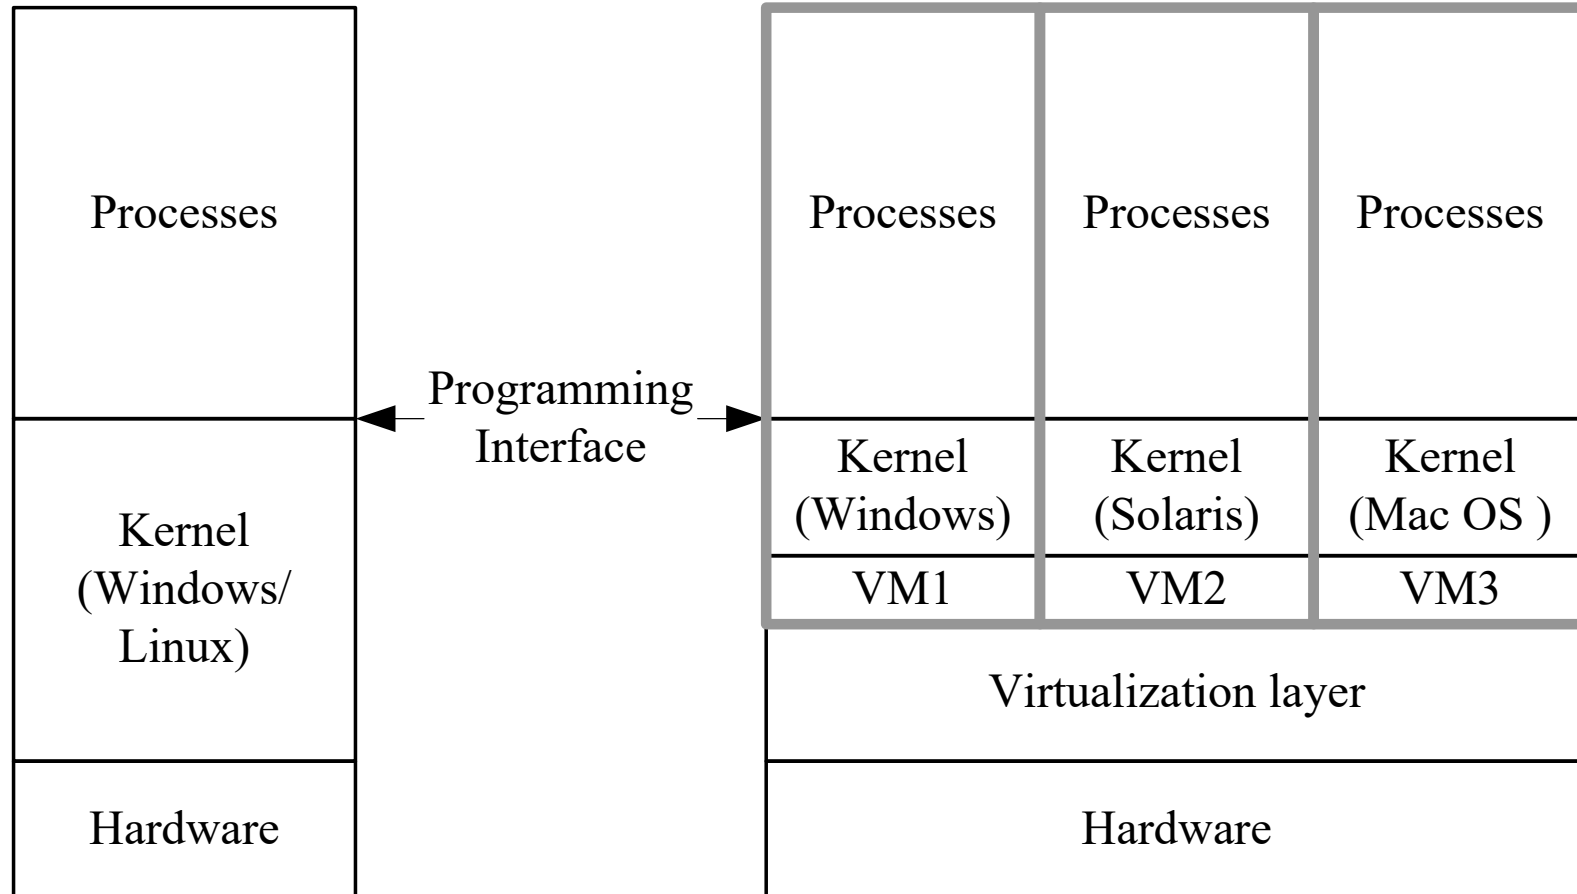 Processes
Kernel
(Windows/
Linux)
Hardware
Programming
Interface
Processes
Processes
Processes
Kernel
(Windows)
Kernel
(Solaris)
Kernel
(Mac OS )
VM1
VM2
VM3
Virtualization layer
Hardware